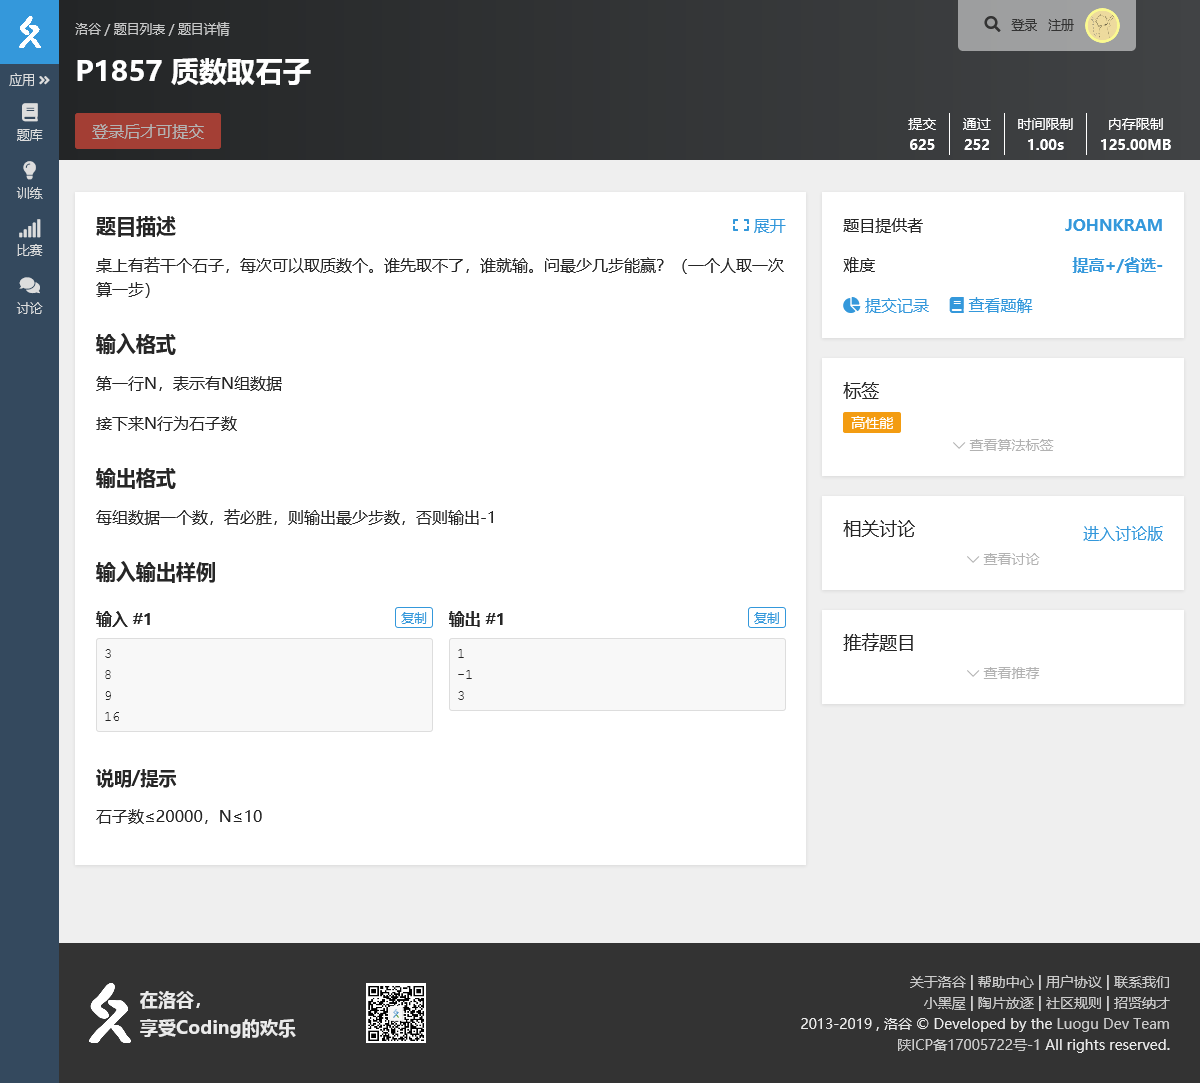 洛谷 / 题目列表 / 题目详情
登录 注册
P1857 质数取石子
登录后才可提交
提交 通过 时间限制 内存限制
625 252 1.00s 125.00MB
应用
题库
训练
比赛
讨论
题目描述 展开
桌上有若干个石子，每次可以取质数个。谁先取不了，谁就输。问最少几步能赢？（一个人取一次
算一步）
输入格式
第一行N，表示有N组数据
接下来N行为石子数
输出格式
每组数据一个数，若必胜，则输出最少步数，否则输出-1
输入输出样例
输入 #1 复制
3
8
9
16
输出 #1 复制
1
-1
3
说明/提示
石子数≤20000，N≤10
题目提供者 JOHNKRAM
难度 提高+/省选-
提交记录 查看题解
标签
高性能
查看算法标签
相关讨论 进入讨论版
查看讨论
推荐题目
查看推荐
在洛谷，
享受Coding的欢乐
关于洛谷 | 帮助中心 | 用户协议 | 联系我们
小黑屋 | 陶片放逐 | 社区规则 | 招贤纳才
2013-2019 , 洛谷 © Developed by the Luogu Dev Team
陕ICP备17005722号-1 All rights reserved.